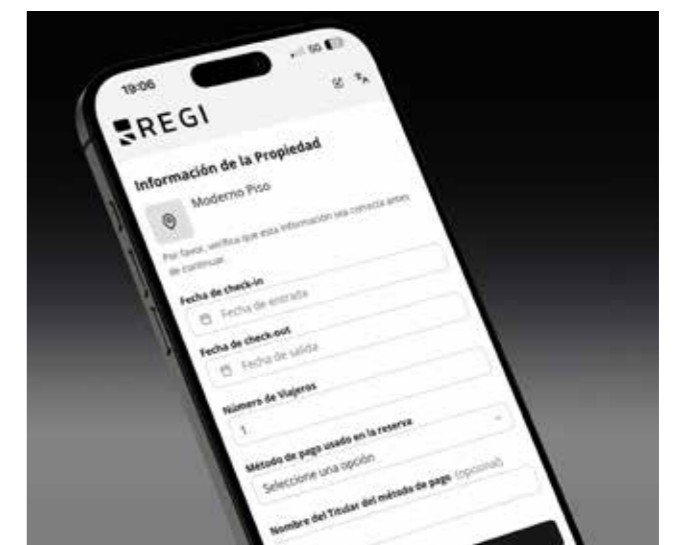 19:06
5G
REGI
Información de la Propiedad
Moderno Piso
Por favor, verifica que esta información sea correcta antes
de continuar.
Fecha de check-in
Fecha de entrada
Fecha de check-out
Fecha de salida
Número de Viajeros
1
Método de pago usado en la reserva
Seleccione una opción
Nombre del Titular del método de pago (opcional)